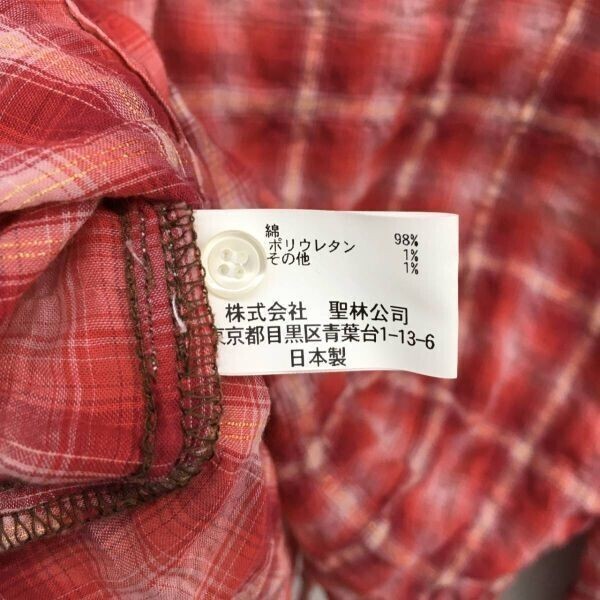 綿 98%
ポリウレタン 1%
その他 1%
株式会社 聖林公司
東京都目黒区青葉台1-13-6
日本製